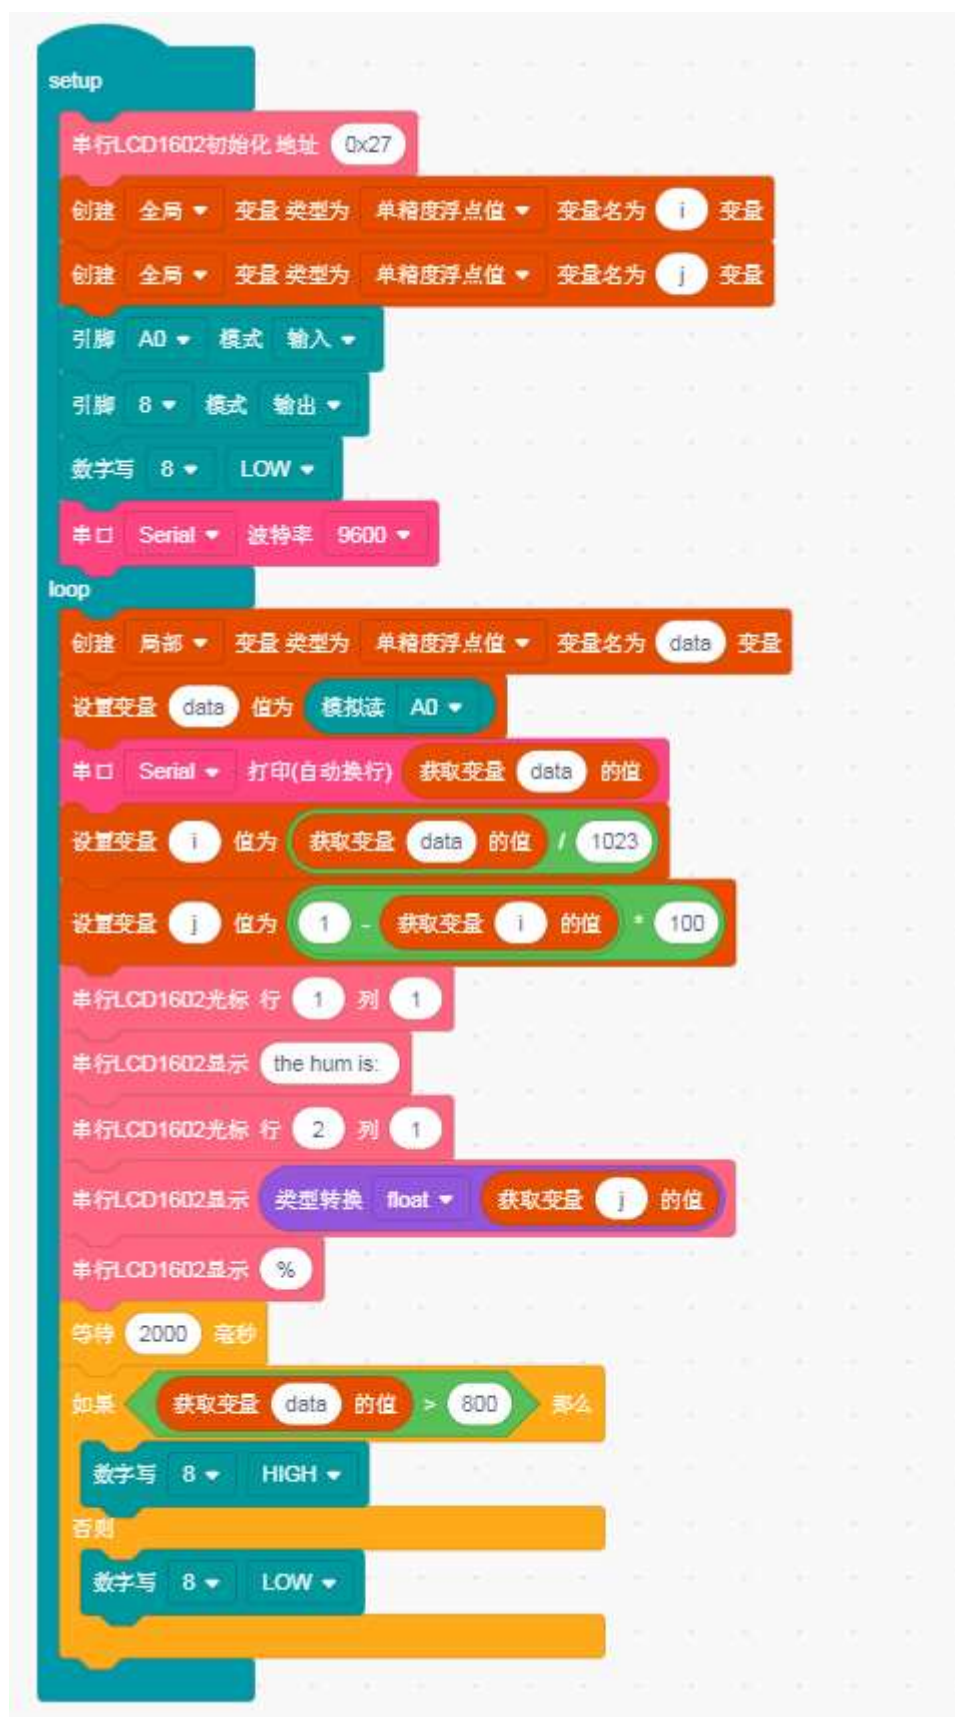 setup
串行LCD1602初始化 地址 0x27
创建 全局 变量 类型为 单精度浮点值 变量名为 i 变量
创建 全局 变量 类型为 单精度浮点值 变量名为 j 变量
引脚 A0 模式 输入
引脚 8 模式 输出
数字写 8 LOW
串口 Serial 波特率 9600
loop
创建 局部 变量 类型为 单精度浮点值 变量名为 data 变量
设置变量 data 值为 模拟读 A0
串口 Serial 打印(自动换行) 获取变量 data 的值
设置变量 i 值为 获取变量 data 的值 / 1023
设置变量 j 值为 1 - 获取变量 i 的值 * 100
串行LCD1602光标 行 1 列 1
串行LCD1602显示 the hum is:
串行LCD1602光标 行 2 列 1
串行LCD1602显示 类型转换 float 获取变量 j 的值
串行LCD1602显示 %
等待 2000 毫秒
如果 获取变量 data 的值 > 800 那么
数字写 8 HIGH
否则
数字写 8 LOW